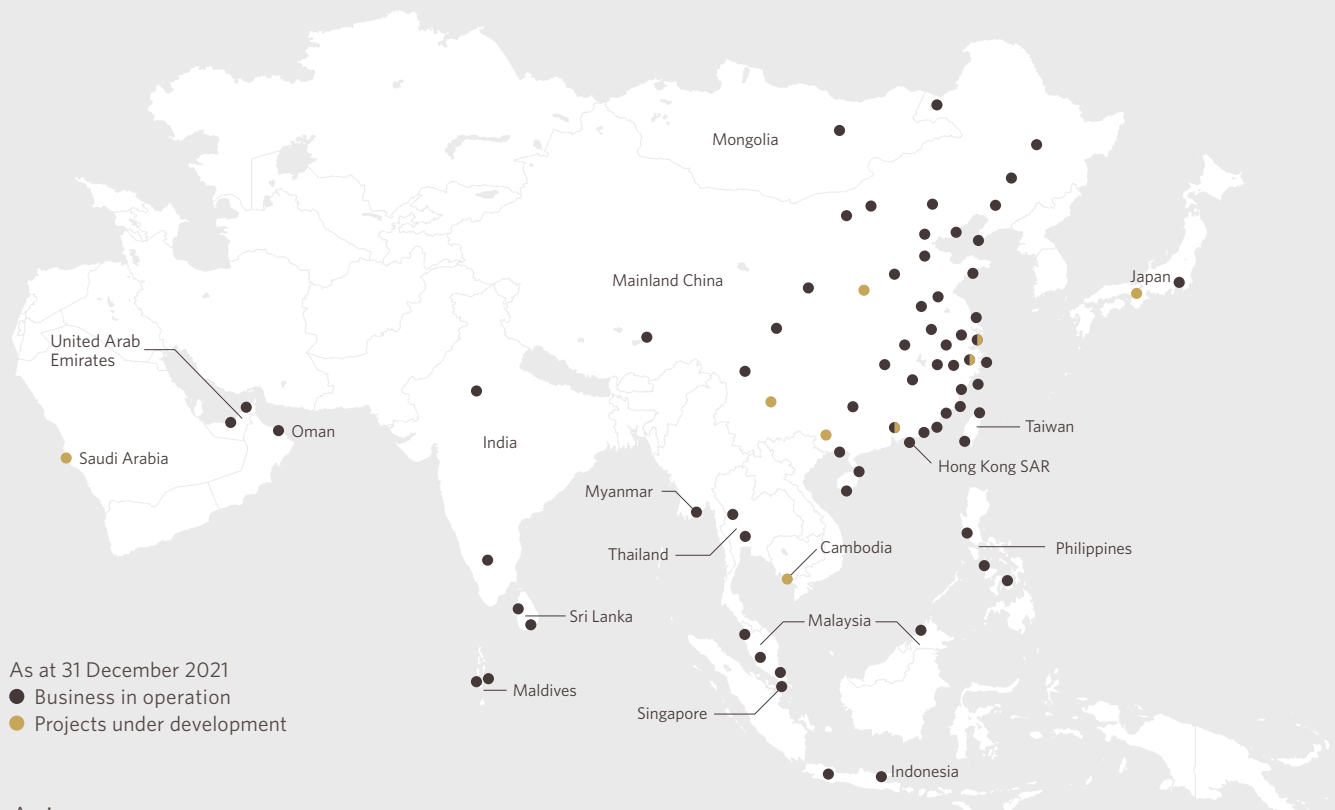 Mongolia
Mainland China
Japan
United Arab
Emirates
Oman
India
Taiwan
Saudi Arabia
Hong Kong SAR
Myanmar
Thailand
Cambodia
Philippines
Sri Lanka
Malaysia
As at 31 December 2021
Business in operation
Maldives
Singapore
Projects under development
Indonesia